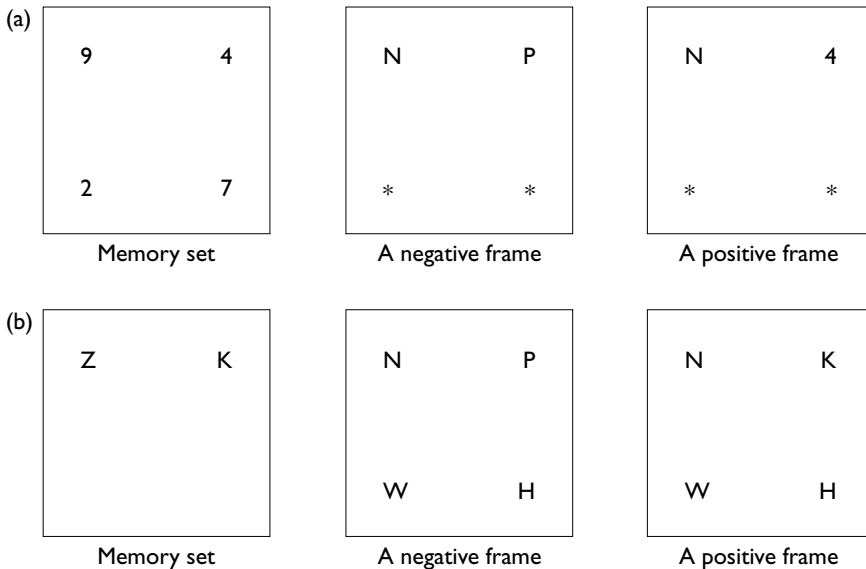 (a)
9 4 N P N 4
2 7 * * * *
Memory set A negative frame A positive frame
(b)
Z K N P N K
W H W H
Memory set A negative frame A positive frame